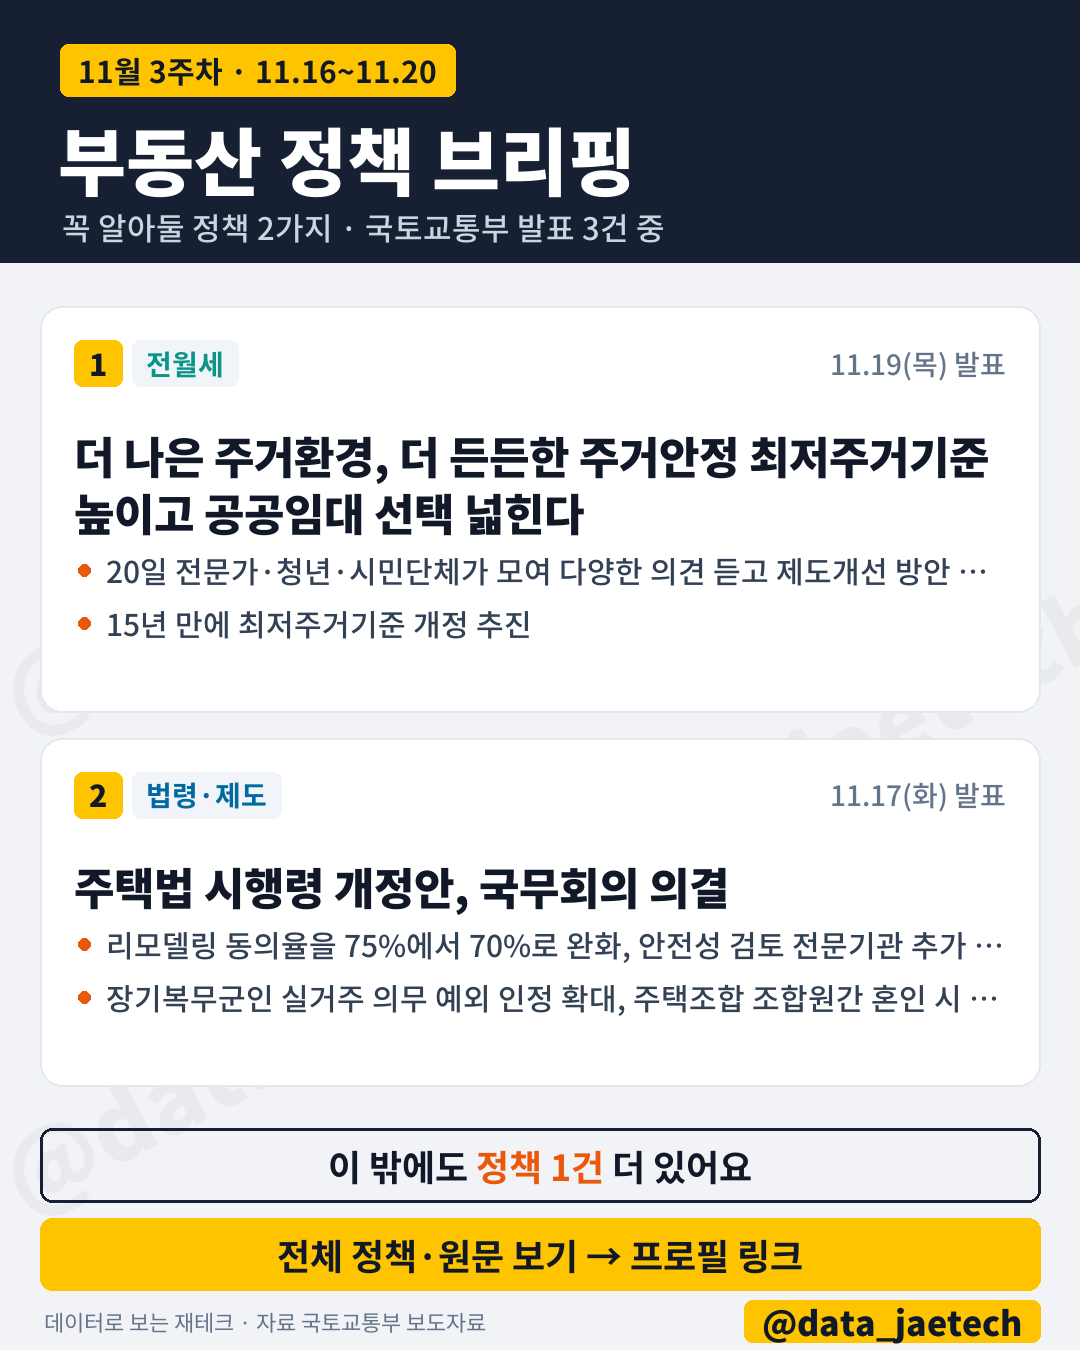 11월 3주차 · 11.16~11.20
부동산 정책 브리핑
꼭 알아둘 정책 2가지 · 국토교통부 발표 3건 중
1 전월세 11.19(목) 발표
더 나은 주거환경, 더 든든한 주거안정 최저주거기준
높이고 공공임대 선택 넓힌다
20일 전문가·청년·시민단체가 모여 다양한 의견 듣고 제도개선 방안 …
15년 만에 최저주거기준 개정 추진
2 법령·제도 11.17(화) 발표
주택법 시행령 개정안, 국무회의 의결
리모델링 동의율을 75%에서 70%로 완화, 안전성 검토 전문기관 추가 …
장기복무군인 실거주 의무 예외 인정 확대, 주택조합 조합원간 혼인 시 …
이 밖에도 정책 1건 더 있어요
전체 정책·원문 보기 → 프로필 링크
데이터로 보는 재테크 · 자료 국토교통부 보도자료
@data_jaetech